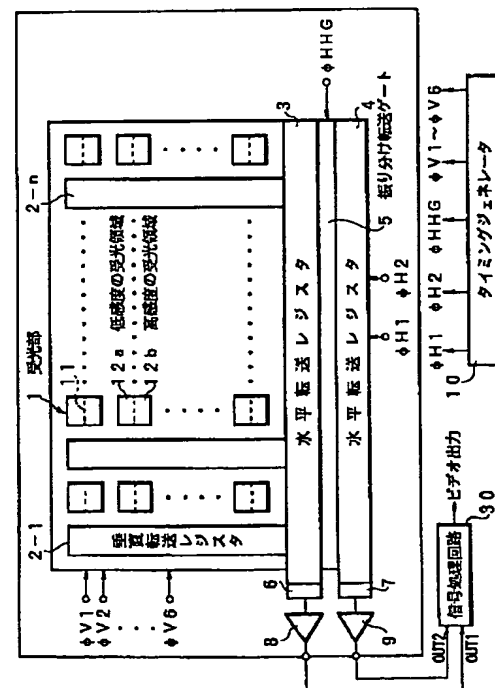 φHHG
3
4
2-n
振り分け転送ゲート
5
低感度の受光領域
高感度の受光領域
12a
12b
受光部
1
11
水平転送レジスタ
水平転送レジスタ
φH1
φH2
2-1
垂直転送レジスタ
φV1
φV2
φV6
6
7
8
9
φH1
φH2
φHHG
φV1~φV6
10
タイミングジェネレータ
ビデオ出力
OUT2
OUT1
信号処理回路
30